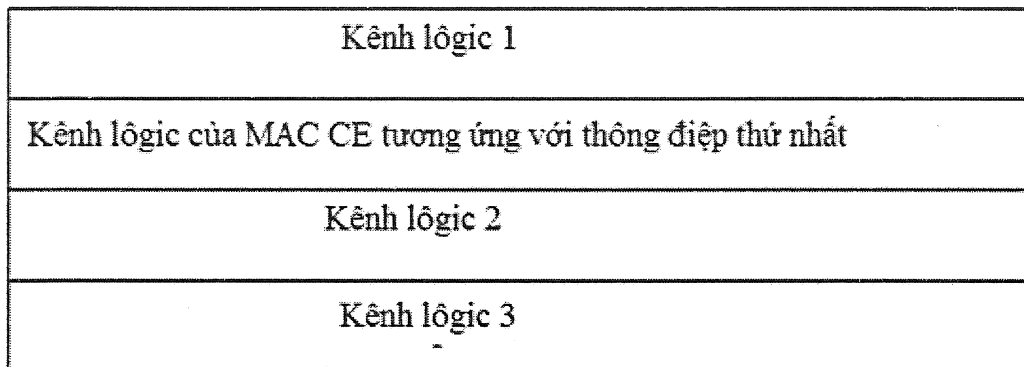 Kênh lôgic 1
Kênh lôgic của MAC CE tương ứng với thông điệp thứ nhất
Kênh lôgic 2
Kênh lôgic 3